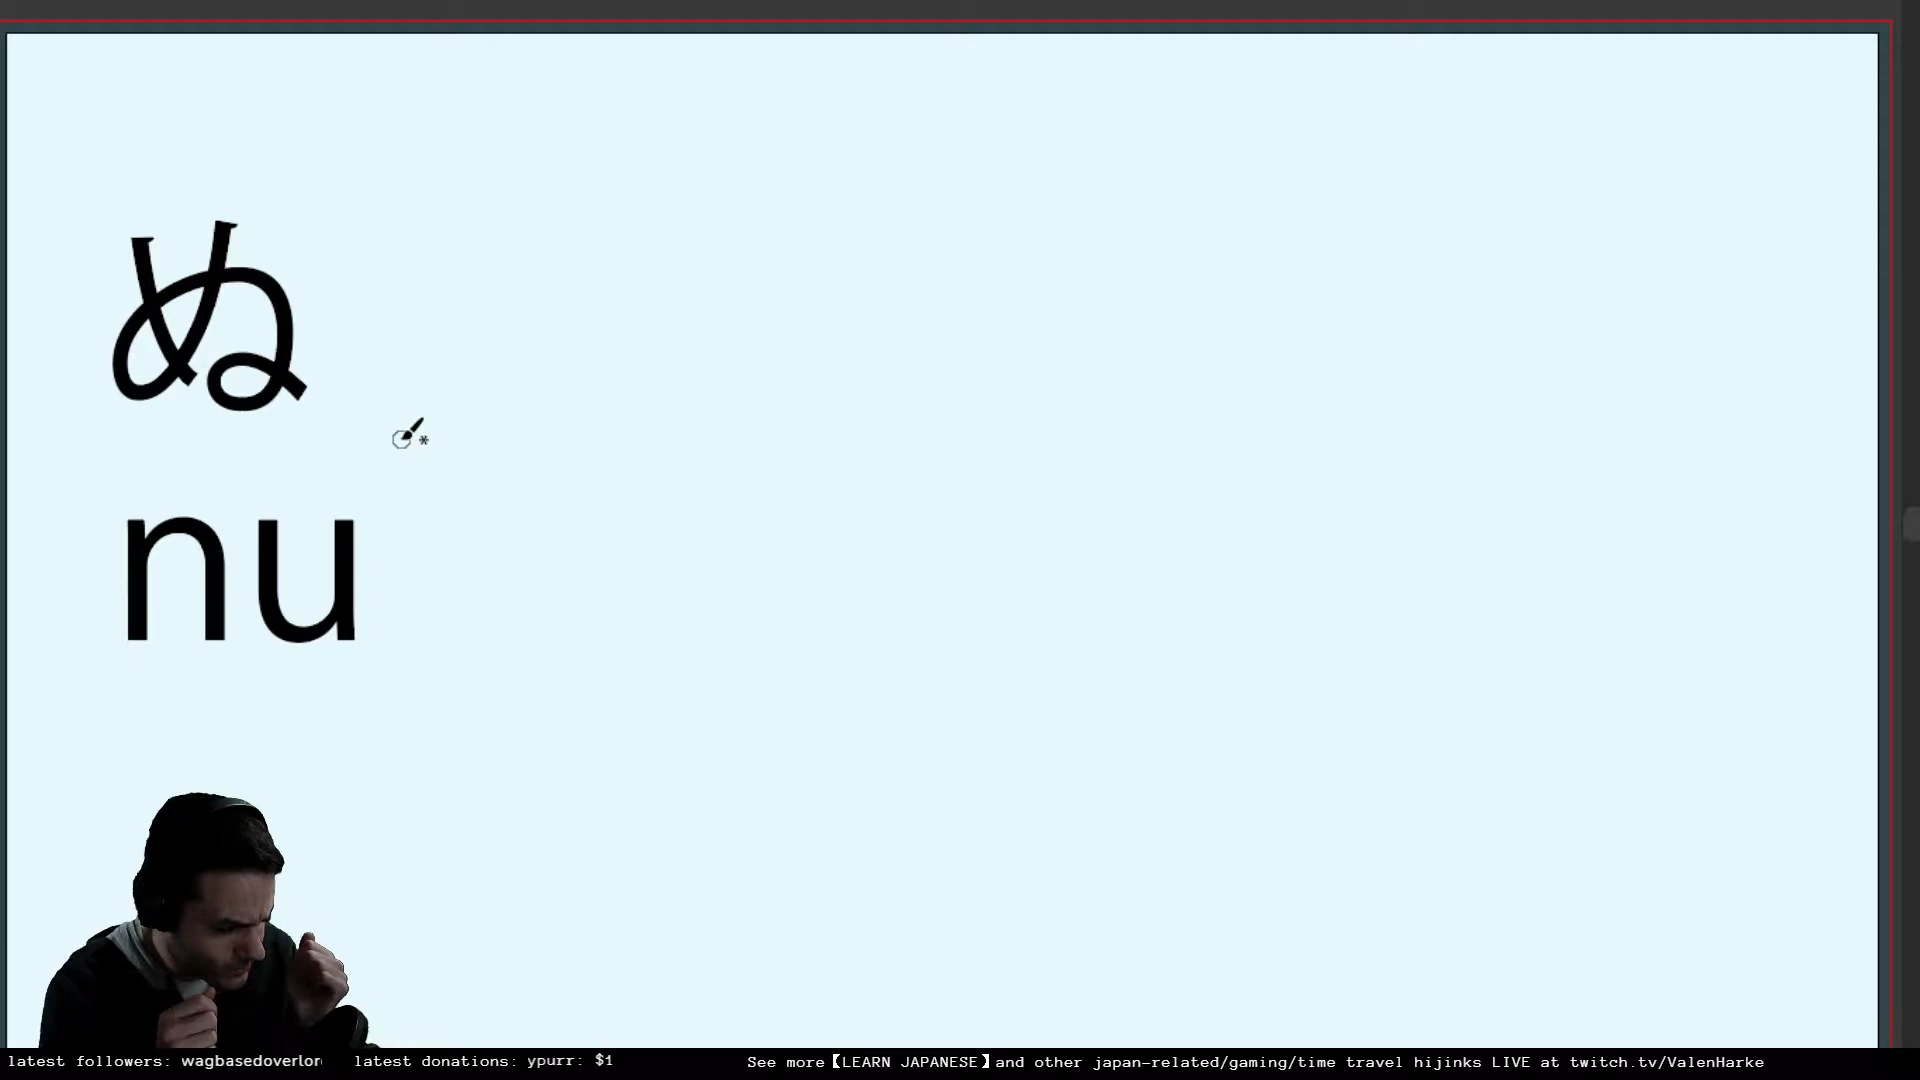 ぬ
nu
latest followers: wagbasedoverlor latest donations: ypurr: $1 See more【LEARN JAPANESE】and other japan-related/gaming/time travel hijinks LIVE at twitch.tv/ValenHarke